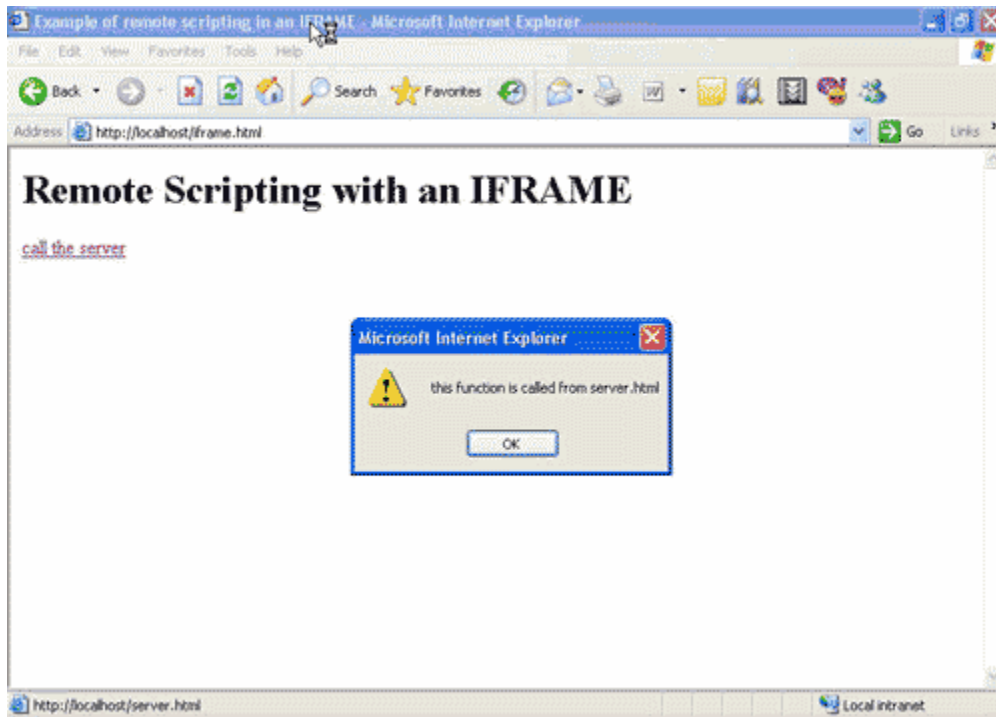 Example of remote scripting in an IFRAME - Microsoft Internet Explorer
File Edit View Favorites Tools Help
Back Search Favorites W
Address http://localhost/iframe.html Go Links »
Remote Scripting with an IFRAME
call the server
Microsoft Internet Explorer
this function is called from server.html
OK
http://localhost/server.html Local intranet